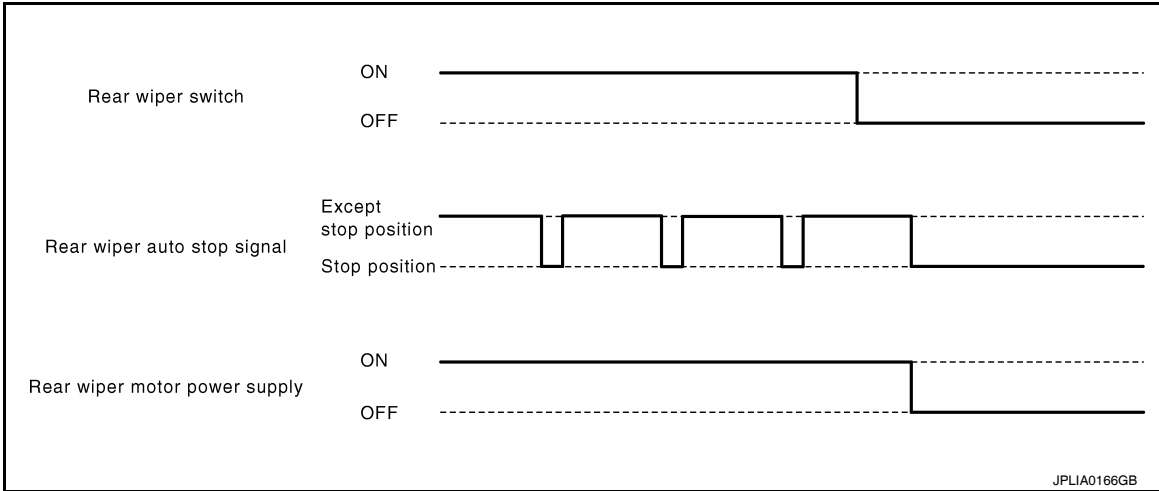 ON
Rear wiper switch
OFF
Except
stop position
Rear wiper auto stop signal
Stop position
ON
Rear wiper motor power supply
OFF
JPLIA0166GB